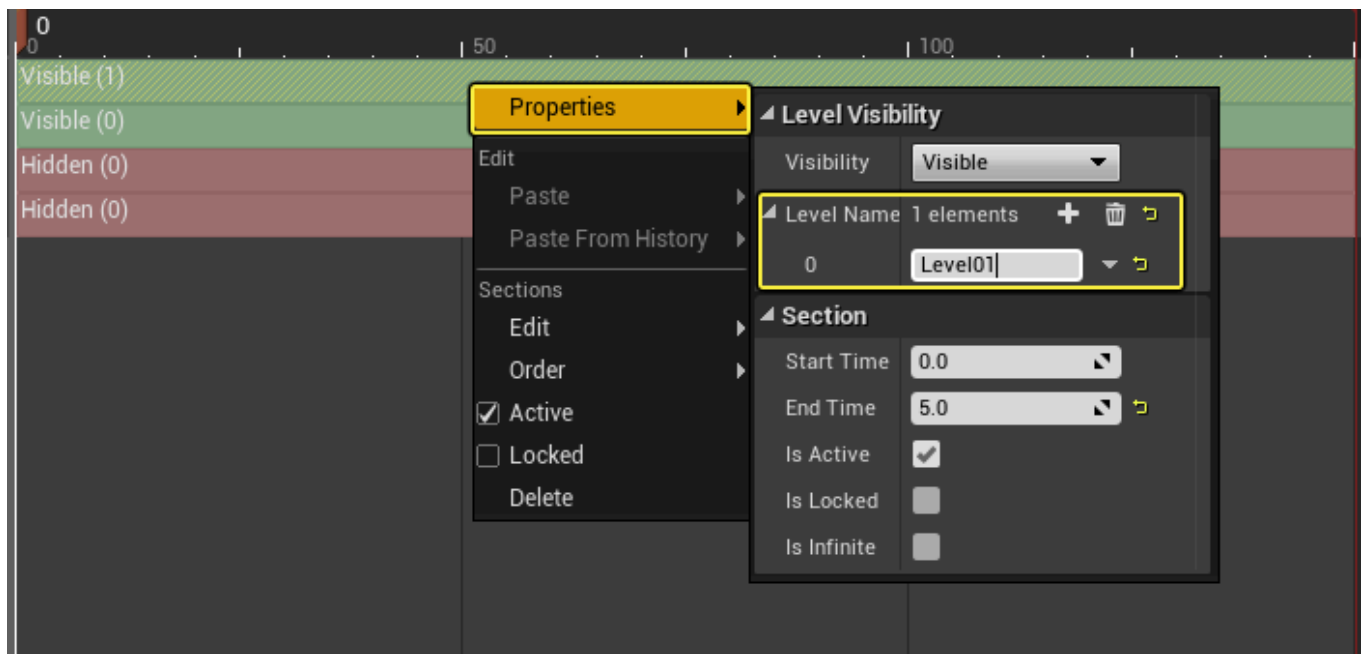 0
0 50 100
Visible (1)
Visible (0)
Hidden (0)
Hidden (0)
Properties
Edit
Paste
Paste From History
Sections
Edit
Order
Active
Locked
Delete
Level Visibility
Visibility Visible
Level Name 1 elements
0 Level01
Section
Start Time 0.0
End Time 5.0
Is Active
Is Locked
Is Infinite